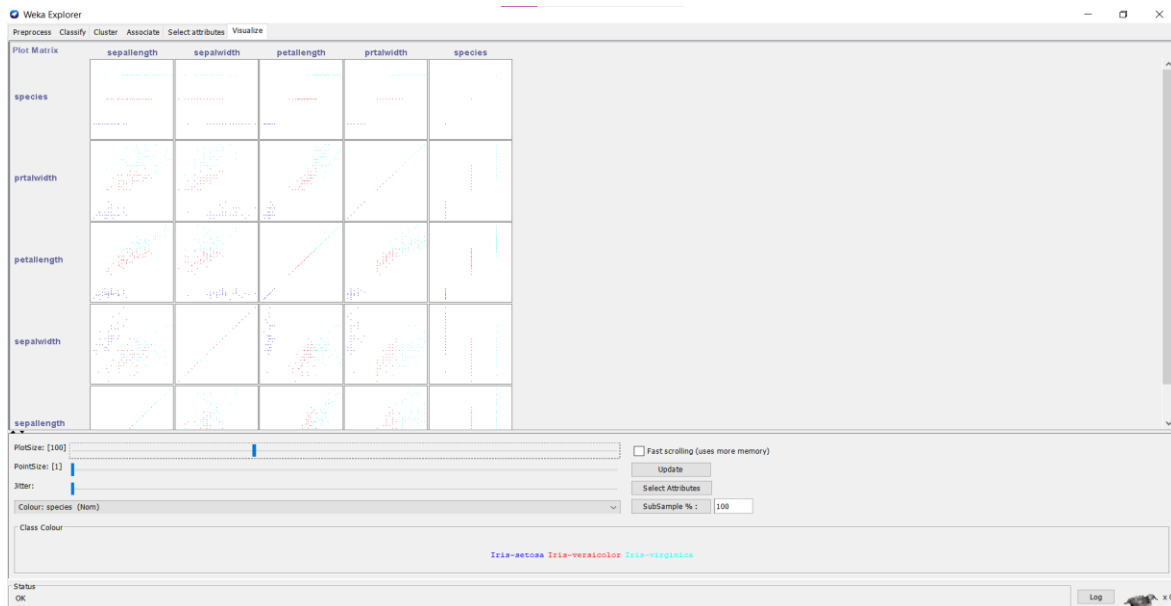 Weka Explorer
Preprocess Classify Cluster Associate Select attributes Visualize
Plot Matrix sepallength sepalwidth petallength prtalwidth species
species
prtalwidth
petallength
sepalwidth
sepallength
PlotSize: [100]
PointSize: [1]
Jitter:
Fast scrolling (uses more memory)
Update
Select Attributes
Colour: species (Nom)
SubSample % : 100
Class Colour
Iris-setosa Iris-versicolor Iris-virginica
Status
OK
Log
x